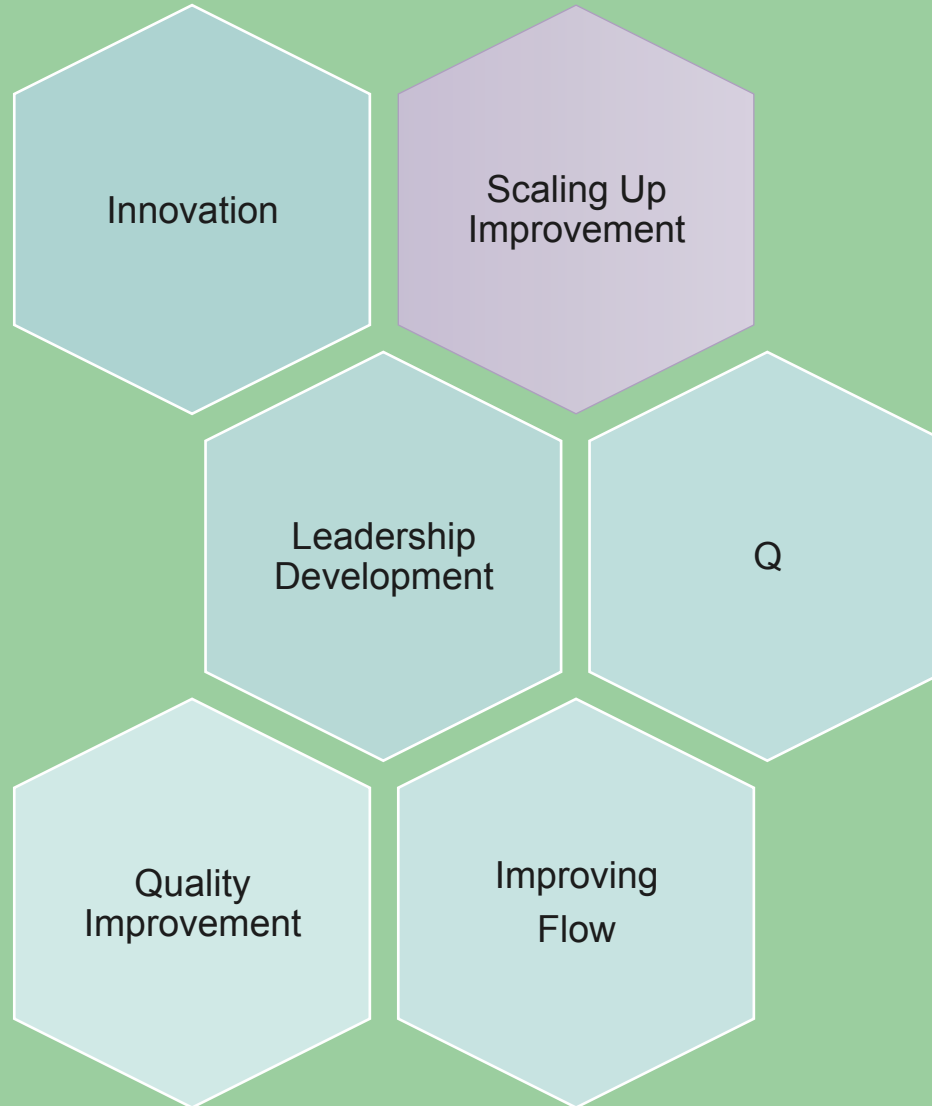 Innovation
Scaling Up
Improvement
Leadership
Development
Q
Quality
Improvement
Improving
Flow